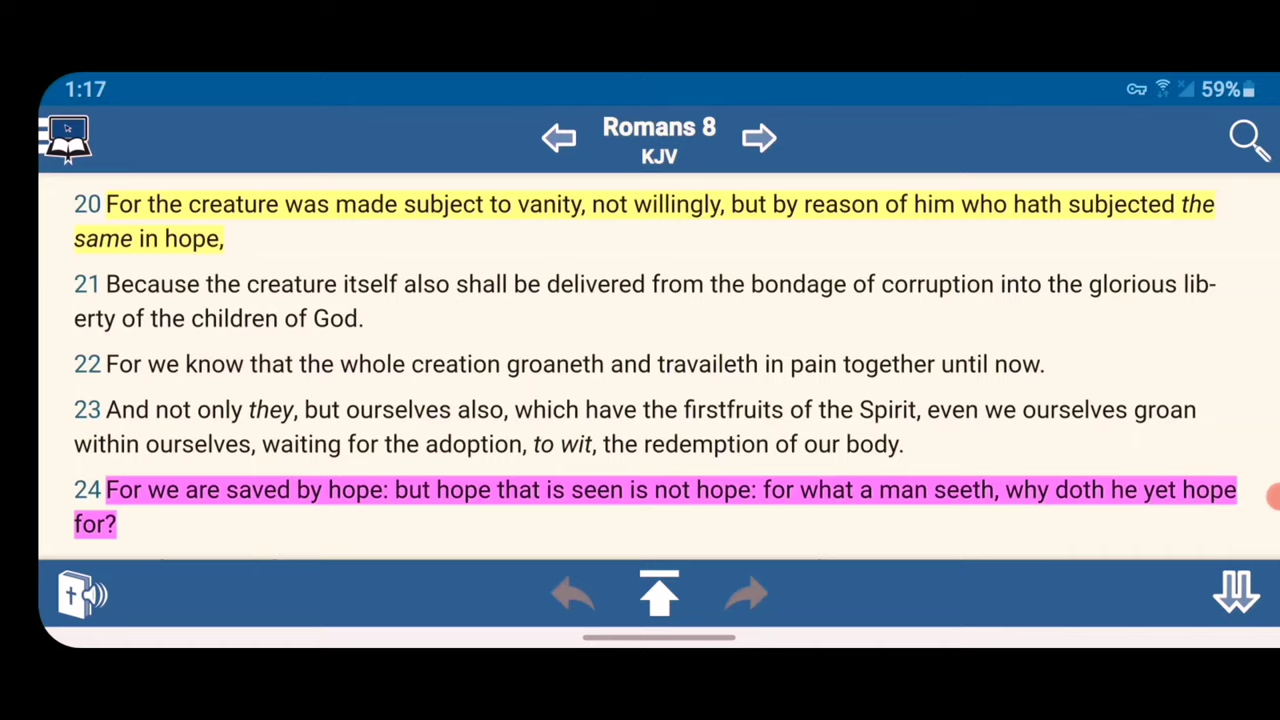 1:17
59%
Romans 8
KJV
20 For the creature was made subject to vanity, not willingly, but by reason of him who hath subjected the
same in hope,
21 Because the creature itself also shall be delivered from the bondage of corruption into the glorious lib-
erty of the children of God.
22 For we know that the whole creation groaneth and travaileth in pain together until now.
23 And not only they, but ourselves also, which have the firstfruits of the Spirit, even we ourselves groan
within ourselves, waiting for the adoption, to wit, the redemption of our body.
24 For we are saved by hope: but hope that is seen is not hope: for what a man seeth, why doth he yet hope
for?